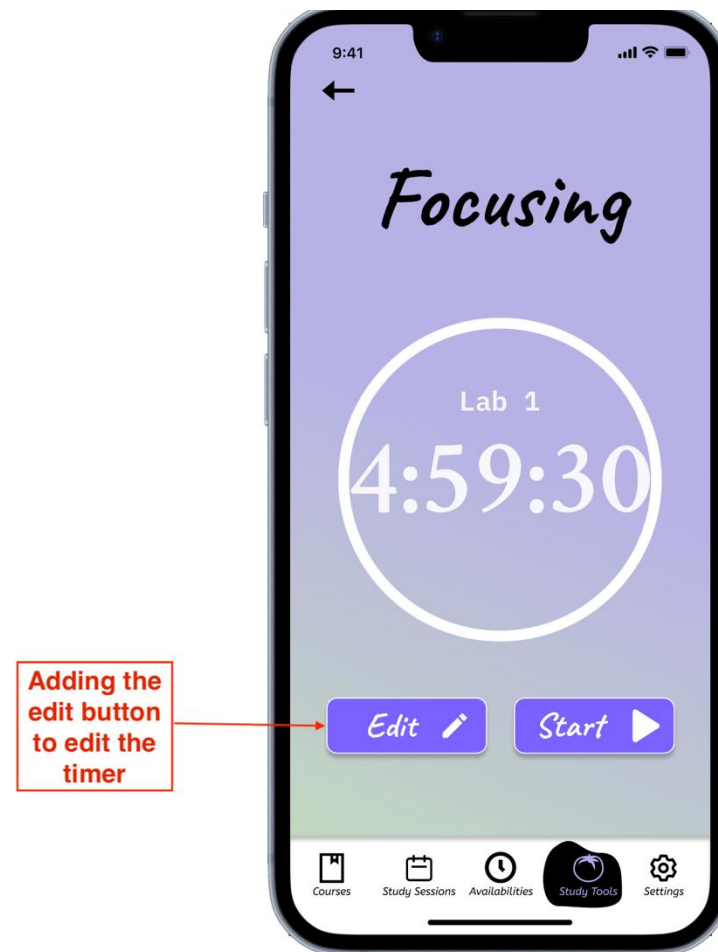 9:41
Focusing
Lab 1
4:59:30
Adding the
edit button
to edit the
timer
Edit
Start
Courses
Study Sessions
Availabilities
Study Tools
Settings